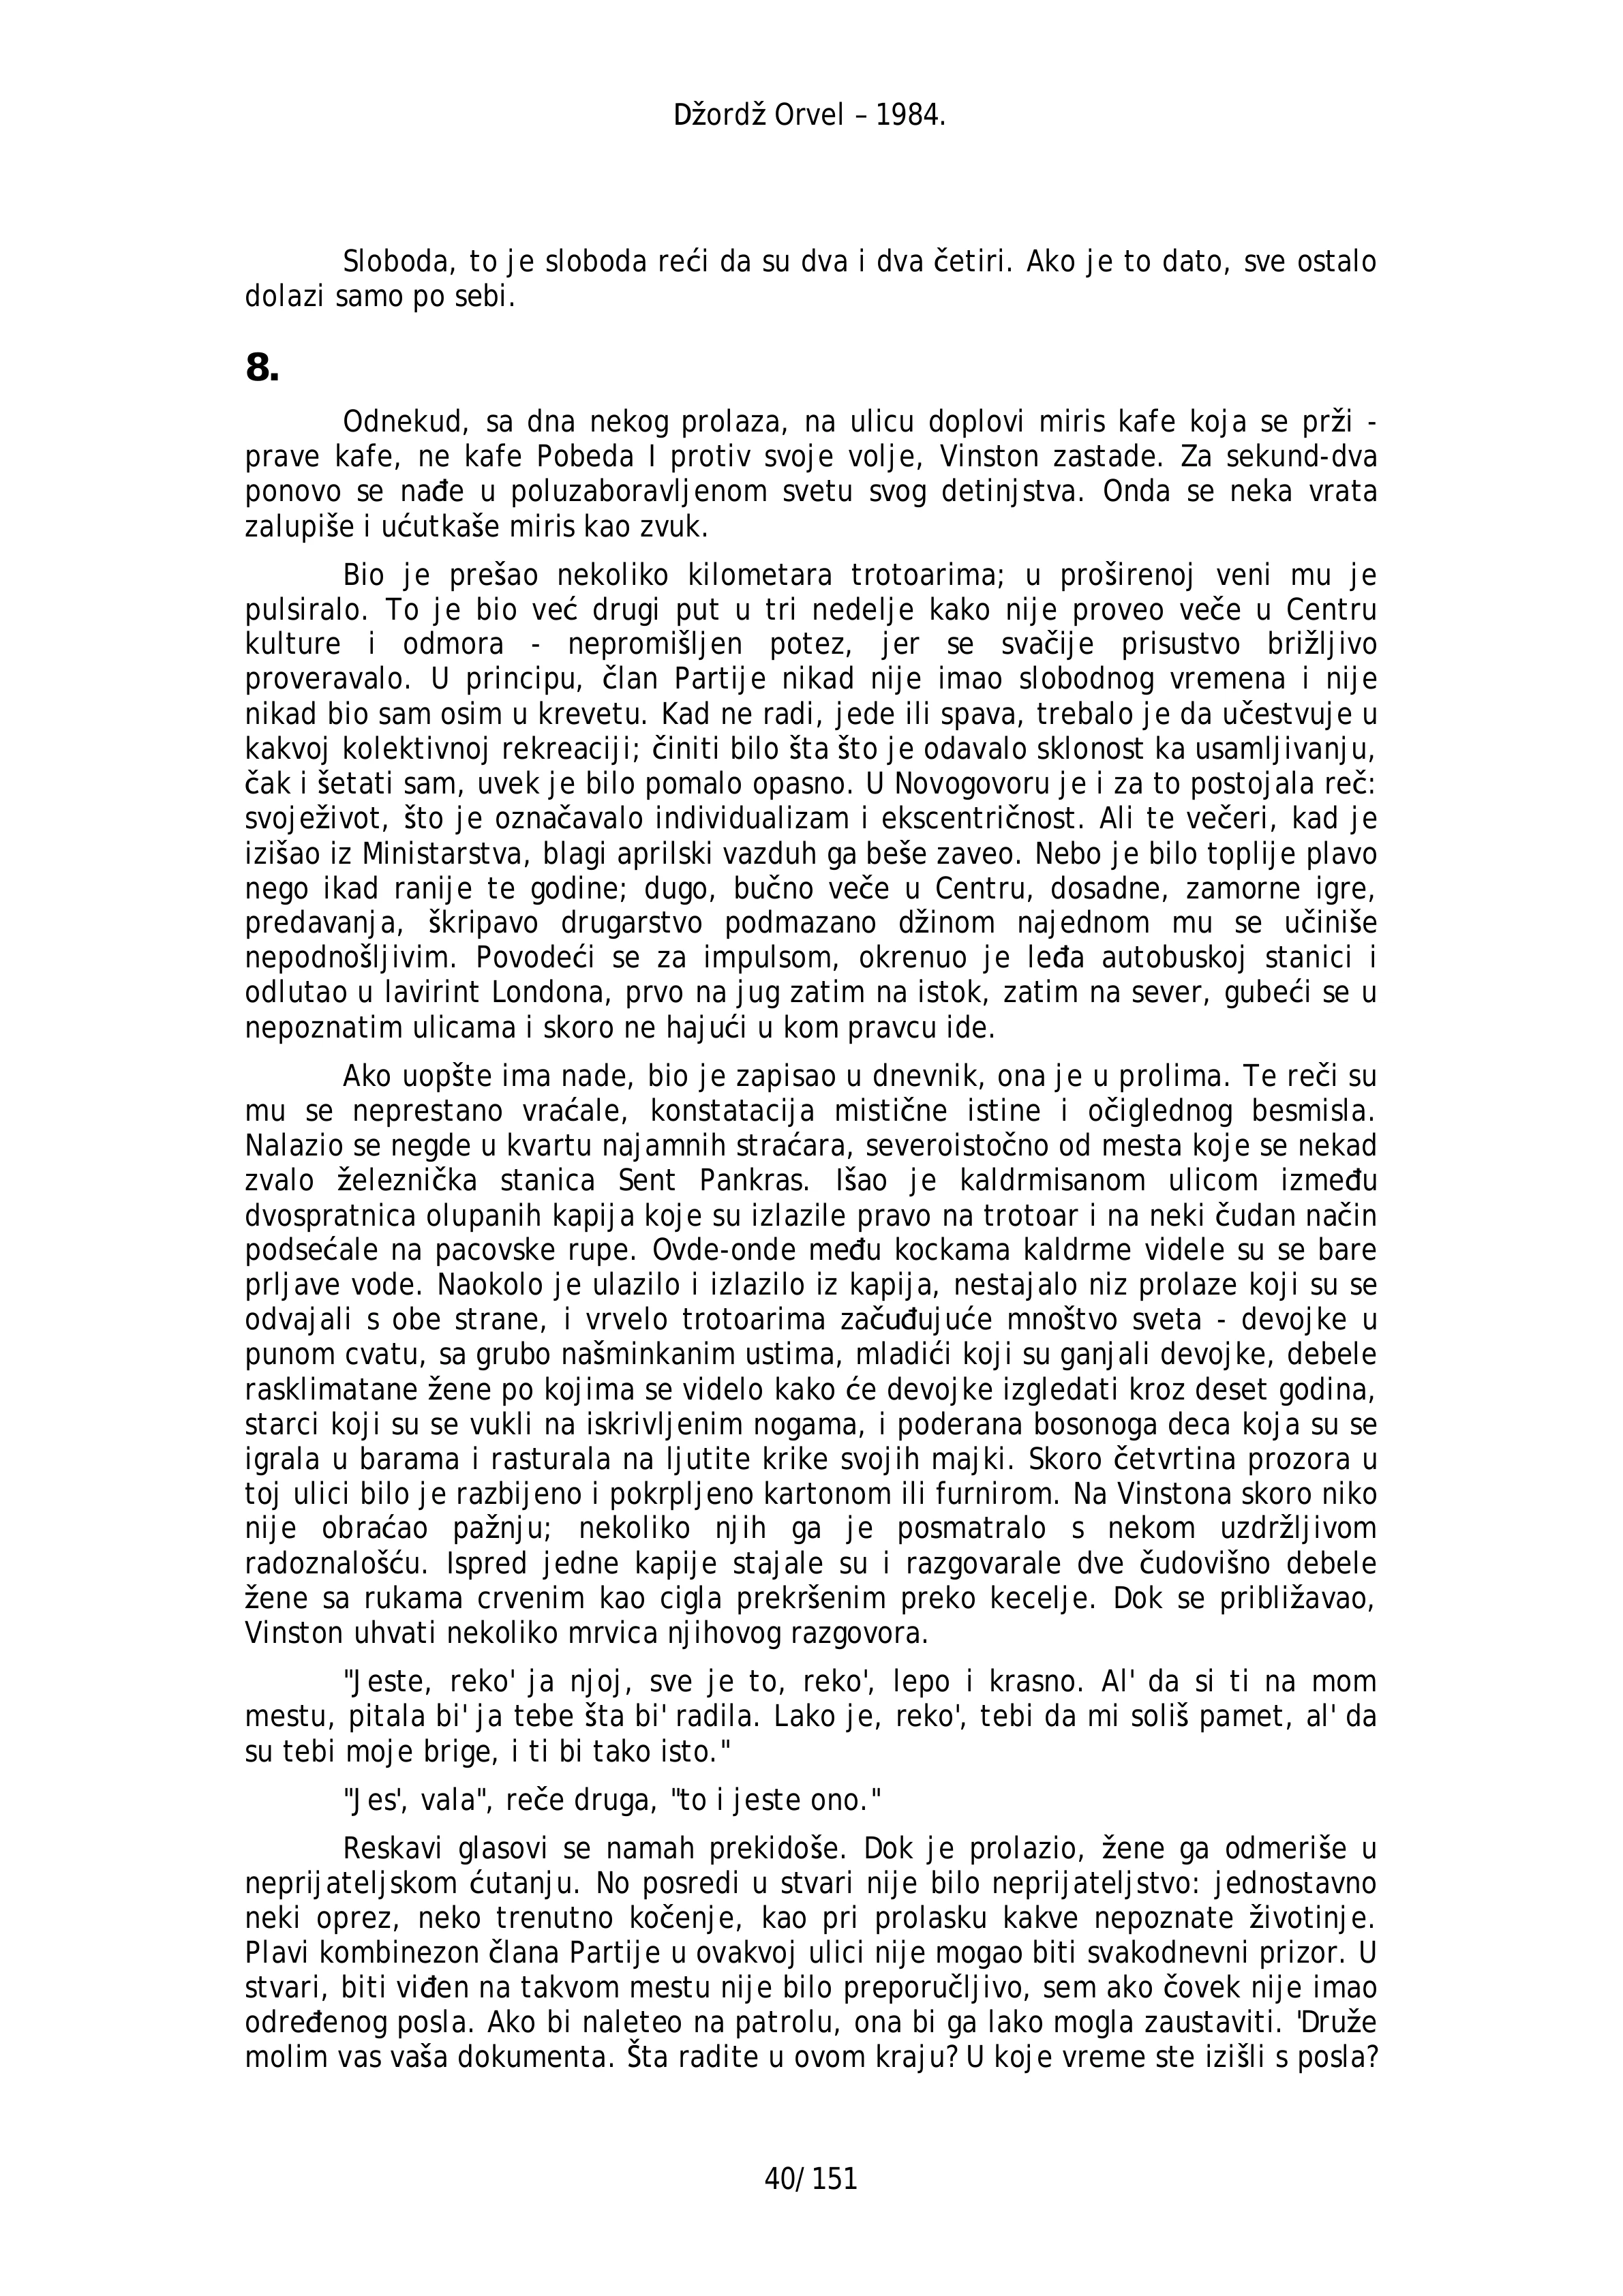 Džordž Orvel – 1984.
Sloboda, to je sloboda reći da su dva i dva četiri. Ako je to dato, sve ostalo
dolazi samo po sebi.
8.
Odnekud, sa dna nekog prolaza, na ulicu doplovi miris kafe koja se prži -
prave kafe, ne kafe Pobeda I protiv svoje volje, Vinston zastade. Za sekund-dva
ponovo se nađe u poluzaboravljenom svetu svog detinjstva. Onda se neka vrata
zalupiše i ućutkaše miris kao zvuk.
Bio je prešao nekoliko kilometara trotoarima; u proširenoj veni mu je
pulsiralo. To je bio već drugi put u tri nedelje kako nije proveo veče u Centru
kulture i odmora - nepromišljen potez, jer se svačije prisustvo brižljivo
proveravalo. U principu, član Partije nikad nije imao slobodnog vremena i nije
nikad bio sam osim u krevetu. Kad ne radi, jede ili spava, trebalo je da učestvuje u
kakvoj kolektivnoj rekreaciji; činiti bilo šta što je odavalo sklonost ka usamljivanju,
čak i šetati sam, uvek je bilo pomalo opasno. U Novogovoru je i za to postojala reč:
svoježivot, što je označavalo individualizam i ekscentričnost. Ali te večeri, kad je
izišao iz Ministarstva, blagi aprilski vazduh ga beše zaveo. Nebo je bilo toplije plavo
nego ikad ranije te godine; dugo, bučno veče u Centru, dosadne, zamorne igre,
predavanja, škripavo drugarstvo podmazano džinom najednom mu se učiniše
nepodnošljivim. Povodeći se za impulsom, okrenuo je leđa autobuskoj stanici i
odlutao u lavirint Londona, prvo na jug zatim na istok, zatim na sever, gubeći se u
nepoznatim ulicama i skoro ne hajući u kom pravcu ide.
Ako uopšte ima nade, bio je zapisao u dnevnik, ona je u prolima. Te reči su
mu se neprestano vraćale, konstatacija mistične istine i očiglednog besmisla.
Nalazio se negde u kvartu najamnih straćara, severoistočno od mesta koje se nekad
zvalo železnička stanica Sent Pankras. Išao je kaldrmisanom ulicom između
dvospratnica olupanih kapija koje su izlazile pravo na trotoar i na neki čudan način
podsećale na pacovske rupe. Ovde-onde među kockama kaldrme videle su se bare
prljave vode. Naokolo je ulazilo i izlazilo iz kapija, nestajalo niz prolaze koji su se
odvajali s obe strane, i vrvelo trotoarima začuđujuće mnoštvo sveta - devojke u
punom cvatu, sa grubo našminkanim ustima, mladići koji su ganjali devojke, debele
rasklimatane žene po kojima se videlo kako će devojke izgledati kroz deset godina,
starci koji su se vukli na iskrivljenim nogama, i poderana bosonoga deca koja su se
igrala u barama i rasturala na ljutite krike svojih majki. Skoro četvrtina prozora u
toj ulici bilo je razbijeno i pokrpljeno kartonom ili furnirom. Na Vinstona skoro niko
nije obraćao pažnju; nekoliko njih ga je posmatralo s nekom uzdržljivom
radoznalošću. Ispred jedne kapije stajale su i razgovarale dve čudovišno debele
žene sa rukama crvenim kao cigla prekršenim preko kecelje. Dok se približavao,
Vinston uhvati nekoliko mrvica njihovog razgovora.
"Jeste, reko' ja njoj, sve je to, reko', lepo i krasno. Al' da si ti na mom
mestu, pitala bi' ja tebe šta bi' radila. Lako je, reko', tebi da mi soliš pamet, al' da
su tebi moje brige, i ti bi tako isto."
"Jes', vala", reče druga, "to i jeste ono."
Reskavi glasovi se namah prekidoše. Dok je prolazio, žene ga odmeriše u
neprijateljskom ćutanju. No posredi u stvari nije bilo neprijateljstvo: jednostavno
neki oprez, neko trenutno kočenje, kao pri prolasku kakve nepoznate životinje.
Plavi kombinezon člana Partije u ovakvoj ulici nije mogao biti svakodnevni prizor. U
stvari, biti viđen na takvom mestu nije bilo preporučljivo, sem ako čovek nije imao
određenog posla. Ako bi naleteo na patrolu, ona bi ga lako mogla zaustaviti. 'Druže
molim vas vaša dokumenta. Šta radite u ovom kraju? U koje vreme ste izišli s posla?
40/ 151